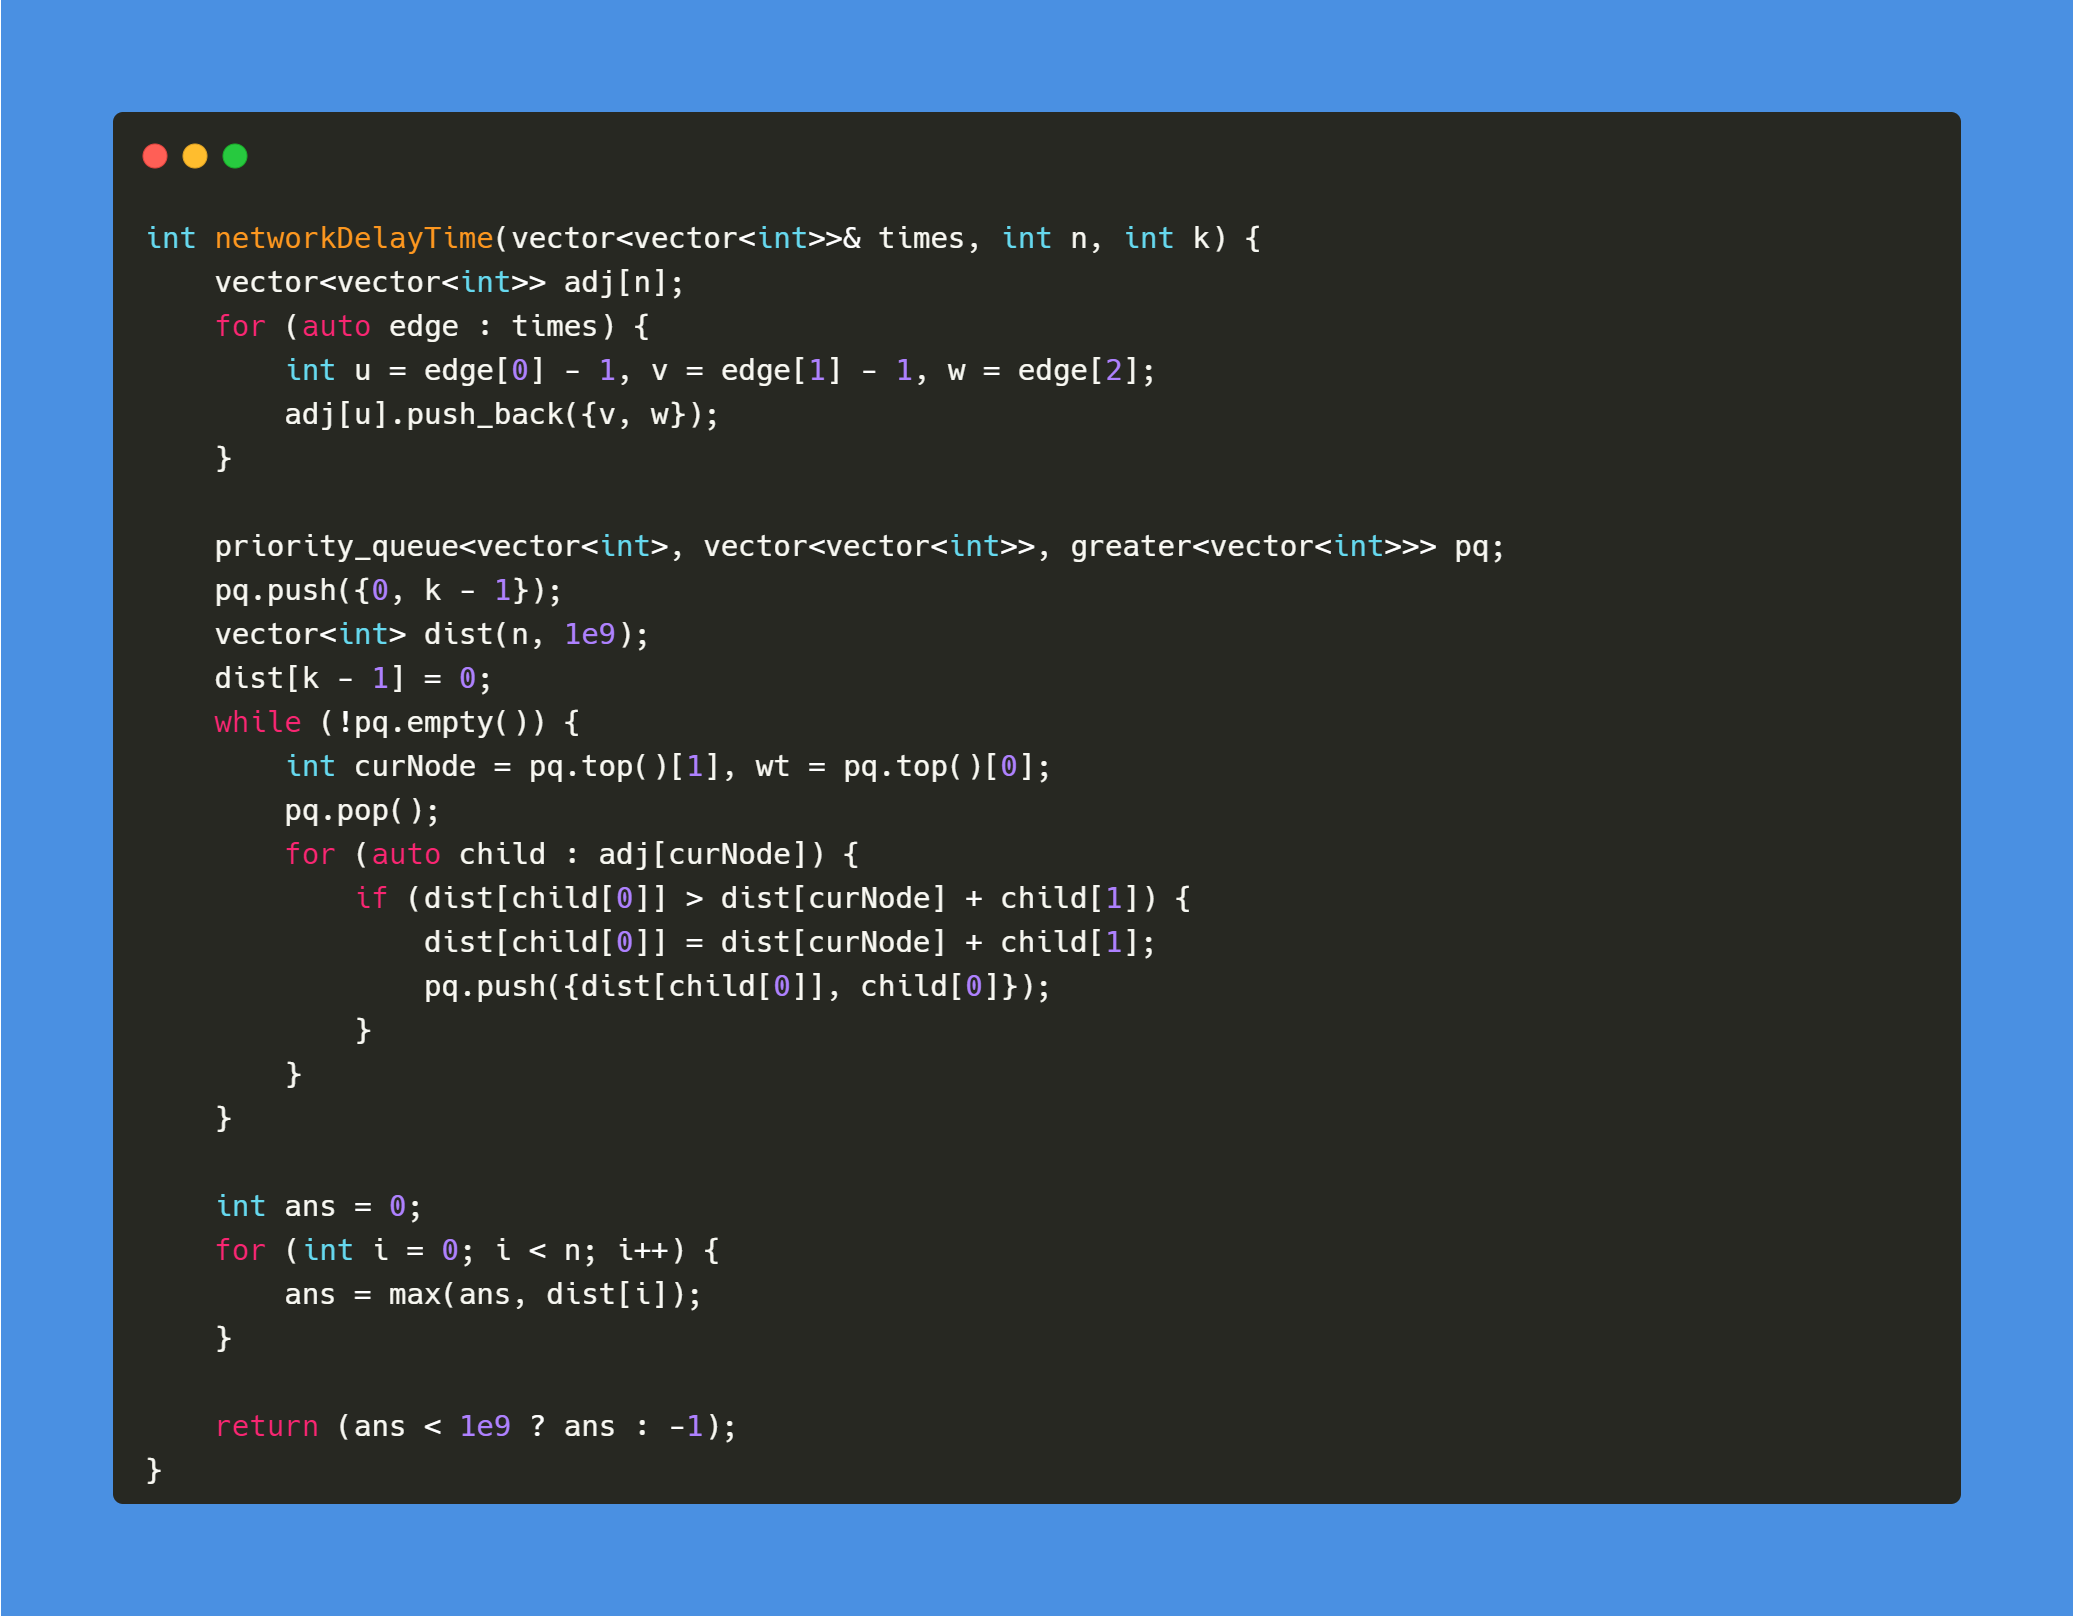 int networkDelayTime(vector<vector<int>>& times, int n, int k) {
    vector<vector<int>> adj[n];
    for (auto edge : times) {
        int u = edge[0] - 1, v = edge[1] - 1, w = edge[2];
        adj[u].push_back({v, w});
    }

    priority_queue<vector<int>, vector<vector<int>>, greater<vector<int>>> pq;
    pq.push({0, k - 1});
    vector<int> dist(n, 1e9);
    dist[k - 1] = 0;
    while (!pq.empty()) {
        int curNode = pq.top()[1], wt = pq.top()[0];
        pq.pop();
        for (auto child : adj[curNode]) {
            if (dist[child[0]] > dist[curNode] + child[1]) {
                dist[child[0]] = dist[curNode] + child[1];
                pq.push({dist[child[0]], child[0]});
            }
        }
    }

    int ans = 0;
    for (int i = 0; i < n; i++) {
        ans = max(ans, dist[i]);
    }

    return (ans < 1e9 ? ans : -1);
}